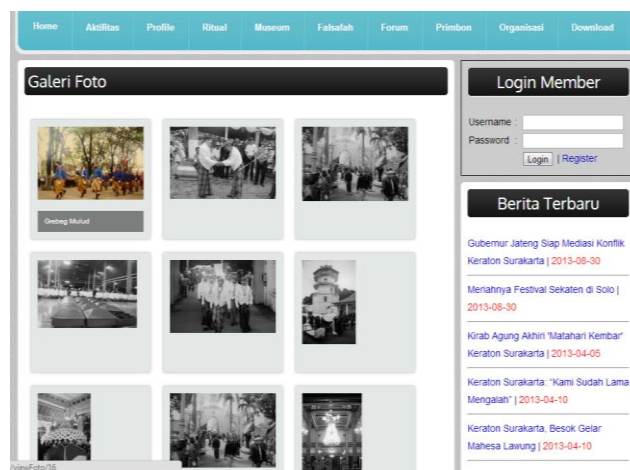 Home Aktilitas Profile Ritual Museum Falsafah Forum Primbon Organisasi Download
Galeri Foto
Grebeg Mulud
Login Member
Username :
Password :
Login | Register
Berita Terbaru
Gubernur Jateng Siap Mediasi Konflik
Keraton Surakarta | 2013-08-30
Meriahnya Festival Sekaten di Solo |
2013-08-30
Kirab Agung Akhiri 'Matahari Kembar'
Keraton Surakarta | 2013-04-05
Keraton Surakarta: "Kami Sudah Lama
Mengalah" | 2013-04-10
Keraton Surakarta, Besok Gelar
Mahesa Lawung | 2013-04-10
/viewFoto/16